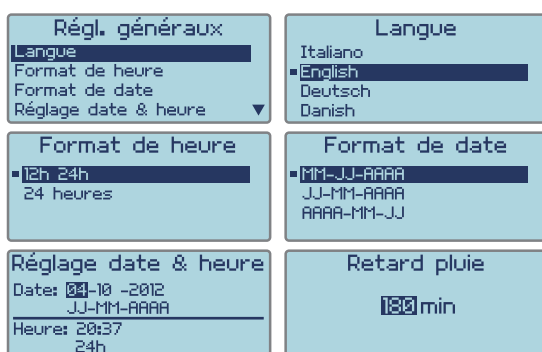 Régl. généraux
Langue
Format de heure
Format de date
Réglage date & heure ▼
Langue
Italiano
English
Deutsch
Danish
Format de heure
12h 24h
24 heures
Format de date
MM-JJ-AAAA
JJ-MM-AAAA
AAAA-MM-JJ
Réglage date & heure
Date: 04-10 -2012
JJ-MM-AAAA
Heure: 20:37
24h
Retard pluie
180 min